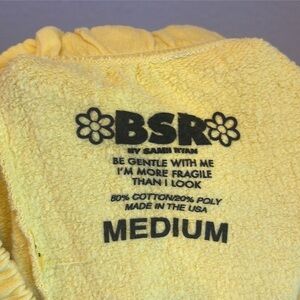 BSR
BY SAMII RYAN
BE GENTLE WITH ME
I'M MORE FRAGILE
THAN I LOOK
80% COTTON/20% POLY
MADE IN THE USA
MEDIUM